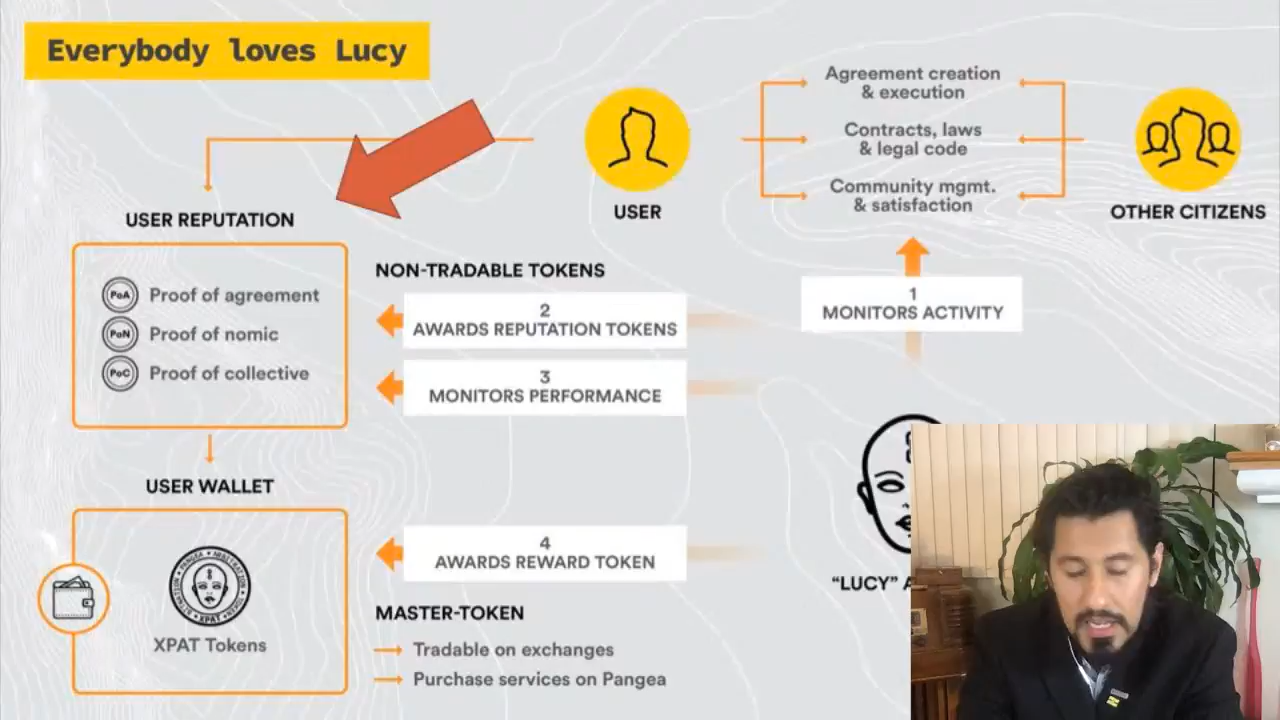 Everybody loves Lucy
Agreement creation
& execution
Contracts, laws
& legal code
Community mgmt.
& satisfaction
USER
OTHER CITIZENS
USER REPUTATION
PoA Proof of agreement
PoN Proof of nomic
PoC Proof of collective
NON-TRADABLE TOKENS
2
AWARDS REPUTATION TOKENS
3
MONITORS PERFORMANCE
1
MONITORS ACTIVITY
USER WALLET
XPAT
XPAT Tokens
4
AWARDS REWARD TOKEN
MASTER-TOKEN
Tradable on exchanges
Purchase services on Pangea
“LUCY”